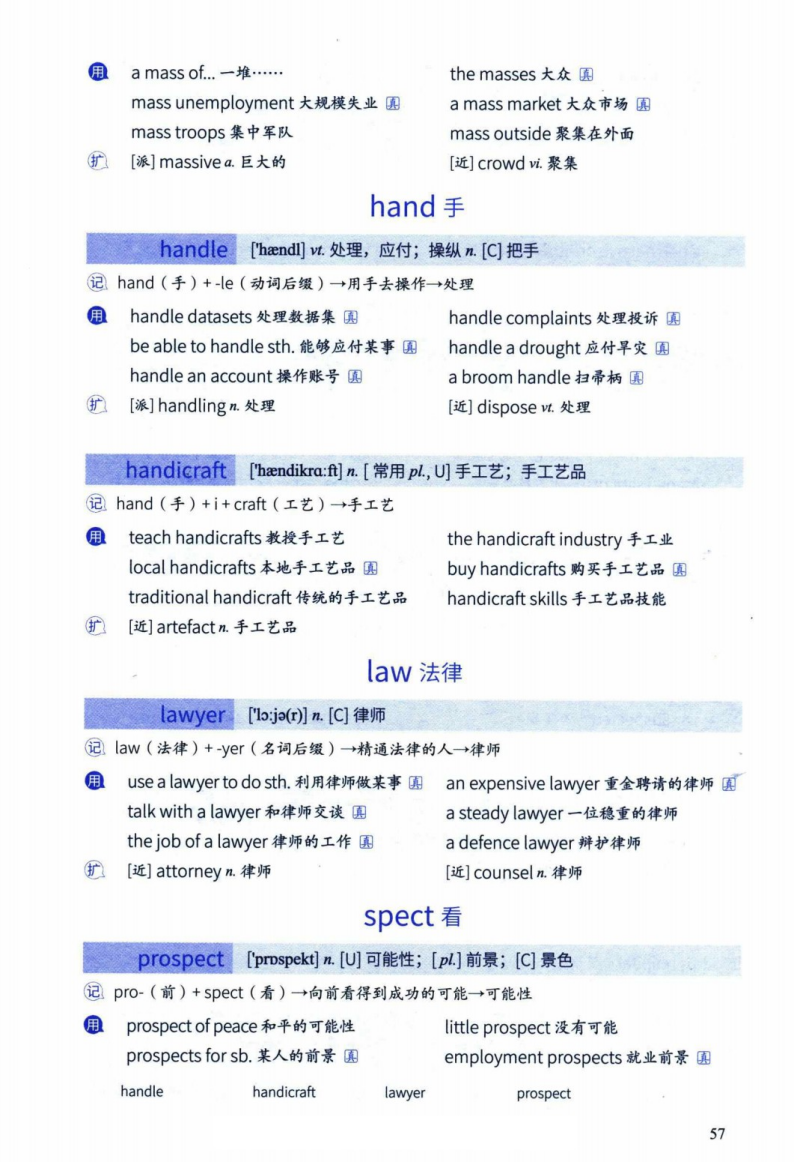 用 a mass of... 一堆…… the masses 大众 真
mass unemployment 大规模失业 真 a mass market 大众市场 真
mass troops 集中军队 mass outside 聚集在外面
扩 [派] massive a. 巨大的 [近] crowd vi. 聚集
hand 手
handle ['hændl] vt. 处理，应付；操纵 n. [C] 把手
记 hand（手）+ -le（动词后缀）→用手去操作→处理
用 handle datasets 处理数据集 真 handle complaints 处理投诉 真
be able to handle sth. 能够应付某事 真 handle a drought 应付旱灾 真
handle an account 操作账号 真 a broom handle 扫帚柄 真
扩 [派] handling n. 处理 [近] dispose vt. 处理
handicraft ['hændikrɑ:ft] n. [ 常用 pl., U] 手工艺；手工艺品
记 hand（手）+ i + craft（工艺）→手工艺
用 teach handicrafts 教授手工艺 the handicraft industry 手工业
local handicrafts 本地手工艺品 真 buy handicrafts 购买手工艺品 真
traditional handicraft 传统的手工艺品 handicraft skills 手工艺品技能
扩 [近] artefact n. 手工艺品
law 法律
lawyer ['lɔ:jə(r)] n. [C] 律师
记 law（法律）+ -yer（名词后缀）→精通法律的人→律师
用 use a lawyer to do sth. 利用律师做某事 真 an expensive lawyer 重金聘请的律师 真
talk with a lawyer 和律师交谈 真 a steady lawyer 一位稳重的律师
the job of a lawyer 律师的工作 真 a defence lawyer 辩护律师
扩 [近] attorney n. 律师 [近] counsel n. 律师
spect 看
prospect ['prɒspekt] n. [U] 可能性；[pl.] 前景；[C] 景色
记 pro-（前）+ spect（看）→向前看得到成功的可能→可能性
用 prospect of peace 和平的可能性 little prospect 没有可能
prospects for sb. 某人的前景 真 employment prospects 就业前景 真
handle handicraft lawyer prospect
57